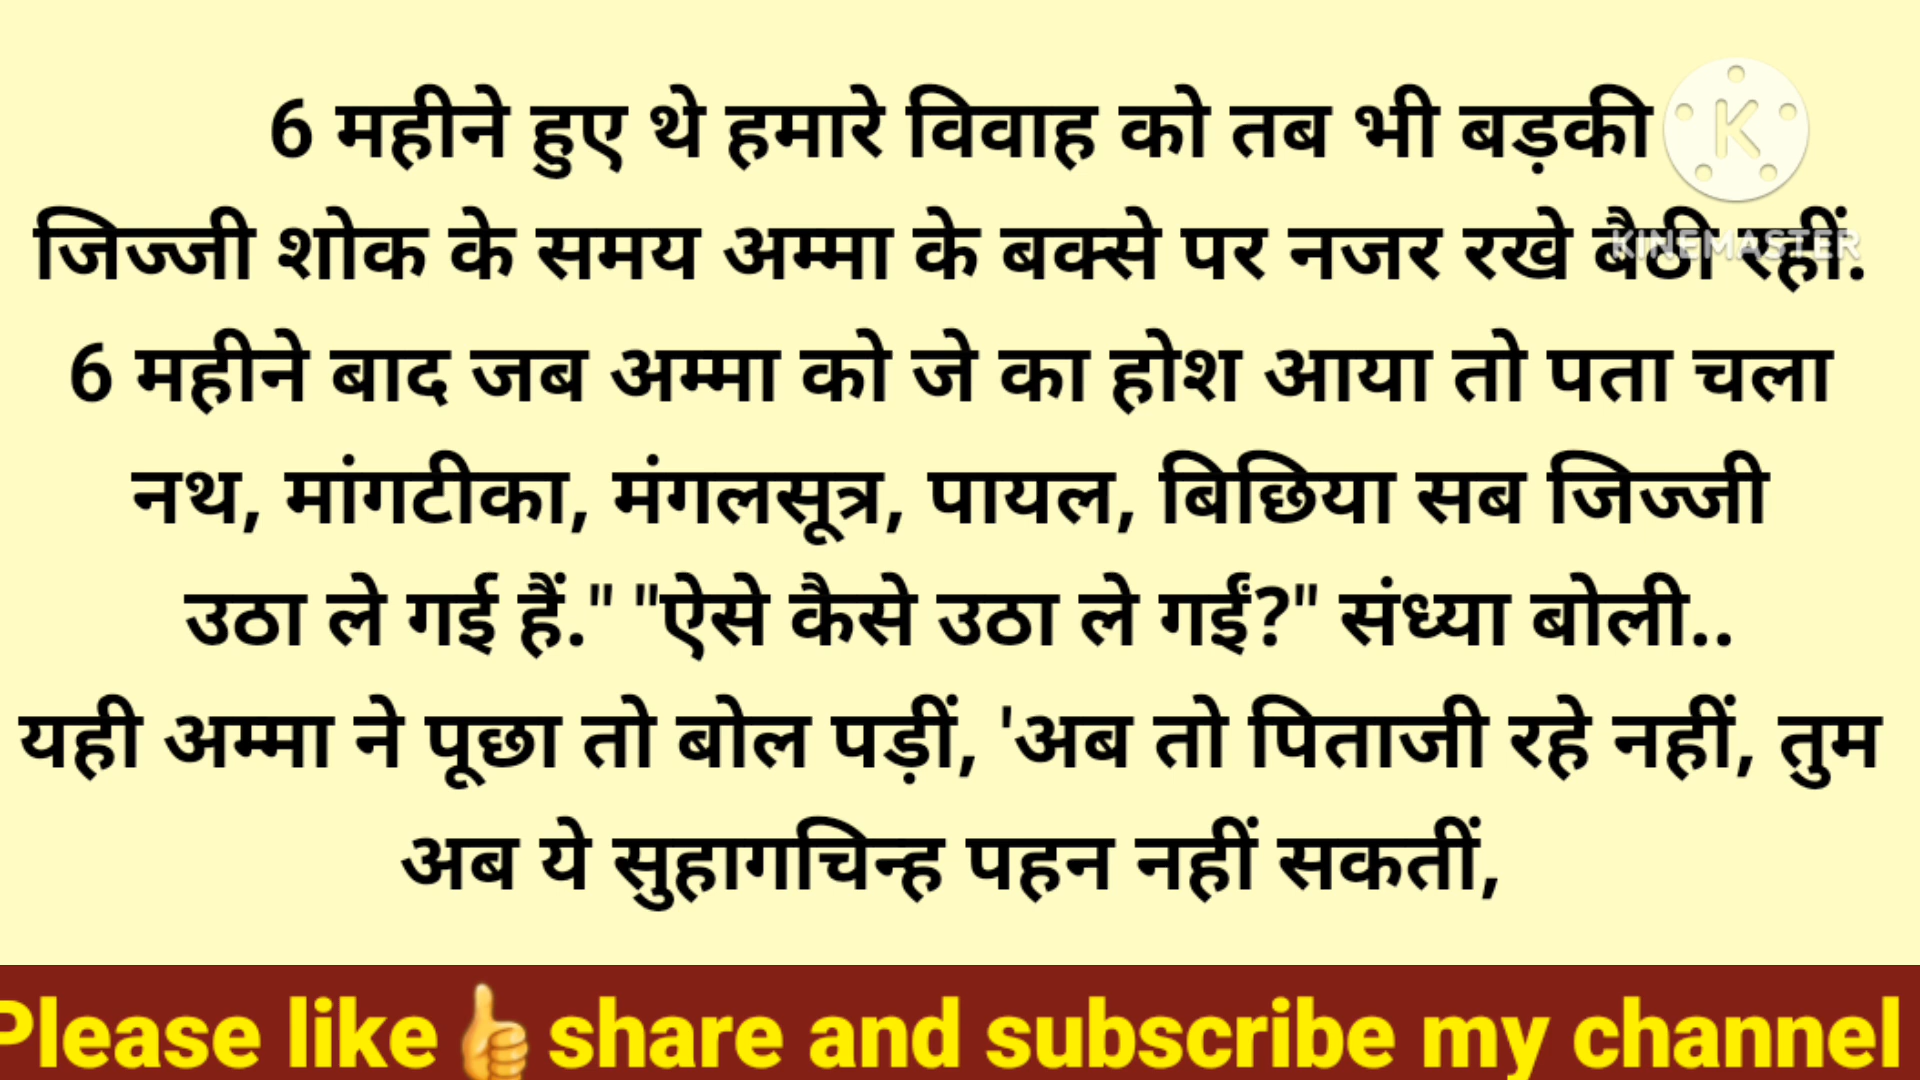 6 महीने हुए थे हमारे विवाह को तब भी बड़की
जिज्जी शोक के समय अम्मा के बक्से पर नजर रखे बैठी रहीं.
6 महीने बाद जब अम्मा को जे का होश आया तो पता चला
नथ, मांगटीका, मंगलसूत्र, पायल, बिछिया सब जिज्जी
उठा ले गई हैं." "ऐसे कैसे उठा ले गईं?" संध्या बोली..
यही अम्मा ने पूछा तो बोल पड़ीं, 'अब तो पिताजी रहे नहीं, तुम
अब ये सुहागचिन्ह पहन नहीं सकतीं,
K
KINEMASTER
Please like 👍 share and subscribe my channel